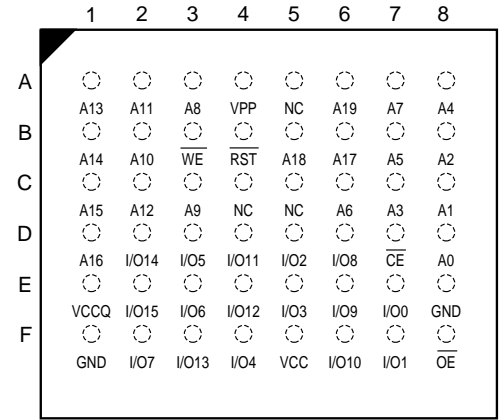 1 2 3 4 5 6 7 8
A
A13 A11 A8 VPP NC A19 A7 A4
B
A14 A10 WE RST A18 A17 A5 A2
C
A15 A12 A9 NC NC A6 A3 A1
D
A16 I/O14 I/O5 I/O11 I/O2 I/O8 CE A0
E
VCCQ I/O15 I/O6 I/O12 I/O3 I/O9 I/O0 GND
F
GND I/O7 I/O13 I/O4 VCC I/O10 I/O1 OE